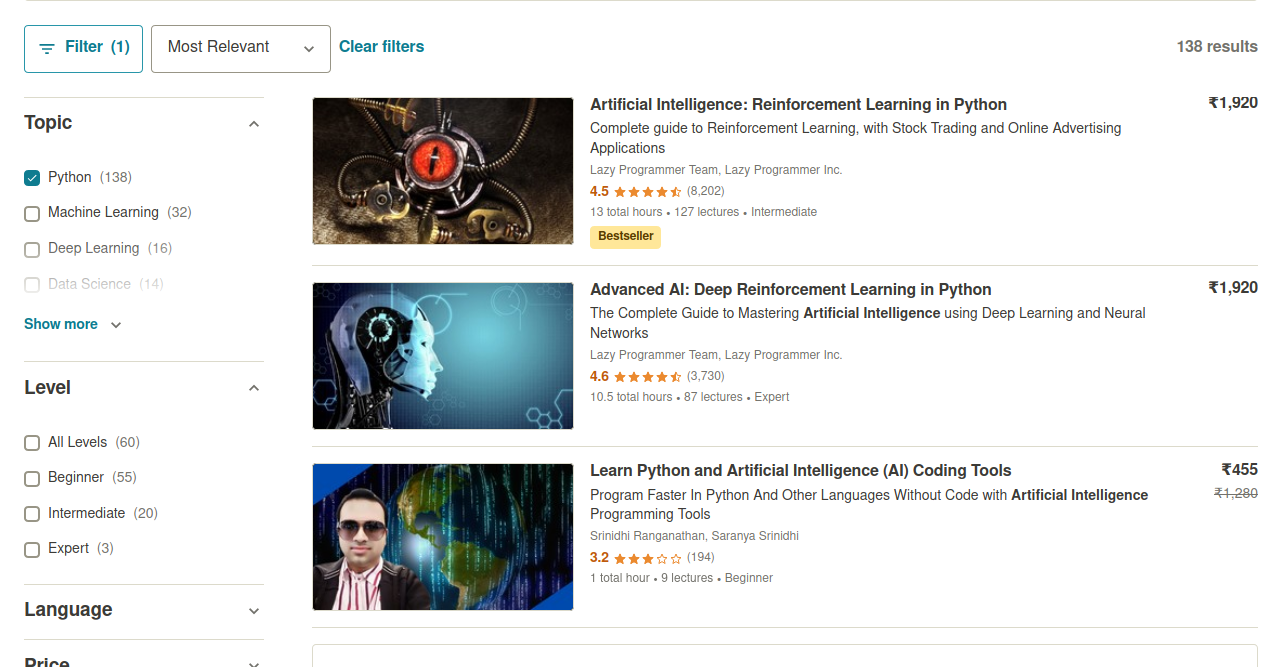 Filter (1)
Most Relevant
Clear filters
138 results
Topic
Python (138)
Machine Learning (32)
Deep Learning (16)
Data Science (14)
Show more
Level
All Levels (60)
Beginner (55)
Intermediate (20)
Expert (3)
Language
Price
Artificial Intelligence: Reinforcement Learning in Python
₹1,920
Complete guide to Reinforcement Learning, with Stock Trading and Online Advertising
Applications
Lazy Programmer Team, Lazy Programmer Inc.
4.5 (8,202)
13 total hours • 127 lectures • Intermediate
Bestseller
Advanced AI: Deep Reinforcement Learning in Python
₹1,920
The Complete Guide to Mastering Artificial Intelligence using Deep Learning and Neural
Networks
Lazy Programmer Team, Lazy Programmer Inc.
4.6 (3,730)
10.5 total hours • 87 lectures • Expert
Learn Python and Artificial Intelligence (AI) Coding Tools
₹455
₹1,280
Program Faster In Python And Other Languages Without Code with Artificial Intelligence
Programming Tools
Srinidhi Ranganathan, Saranya Srinidhi
3.2 (194)
1 total hour • 9 lectures • Beginner